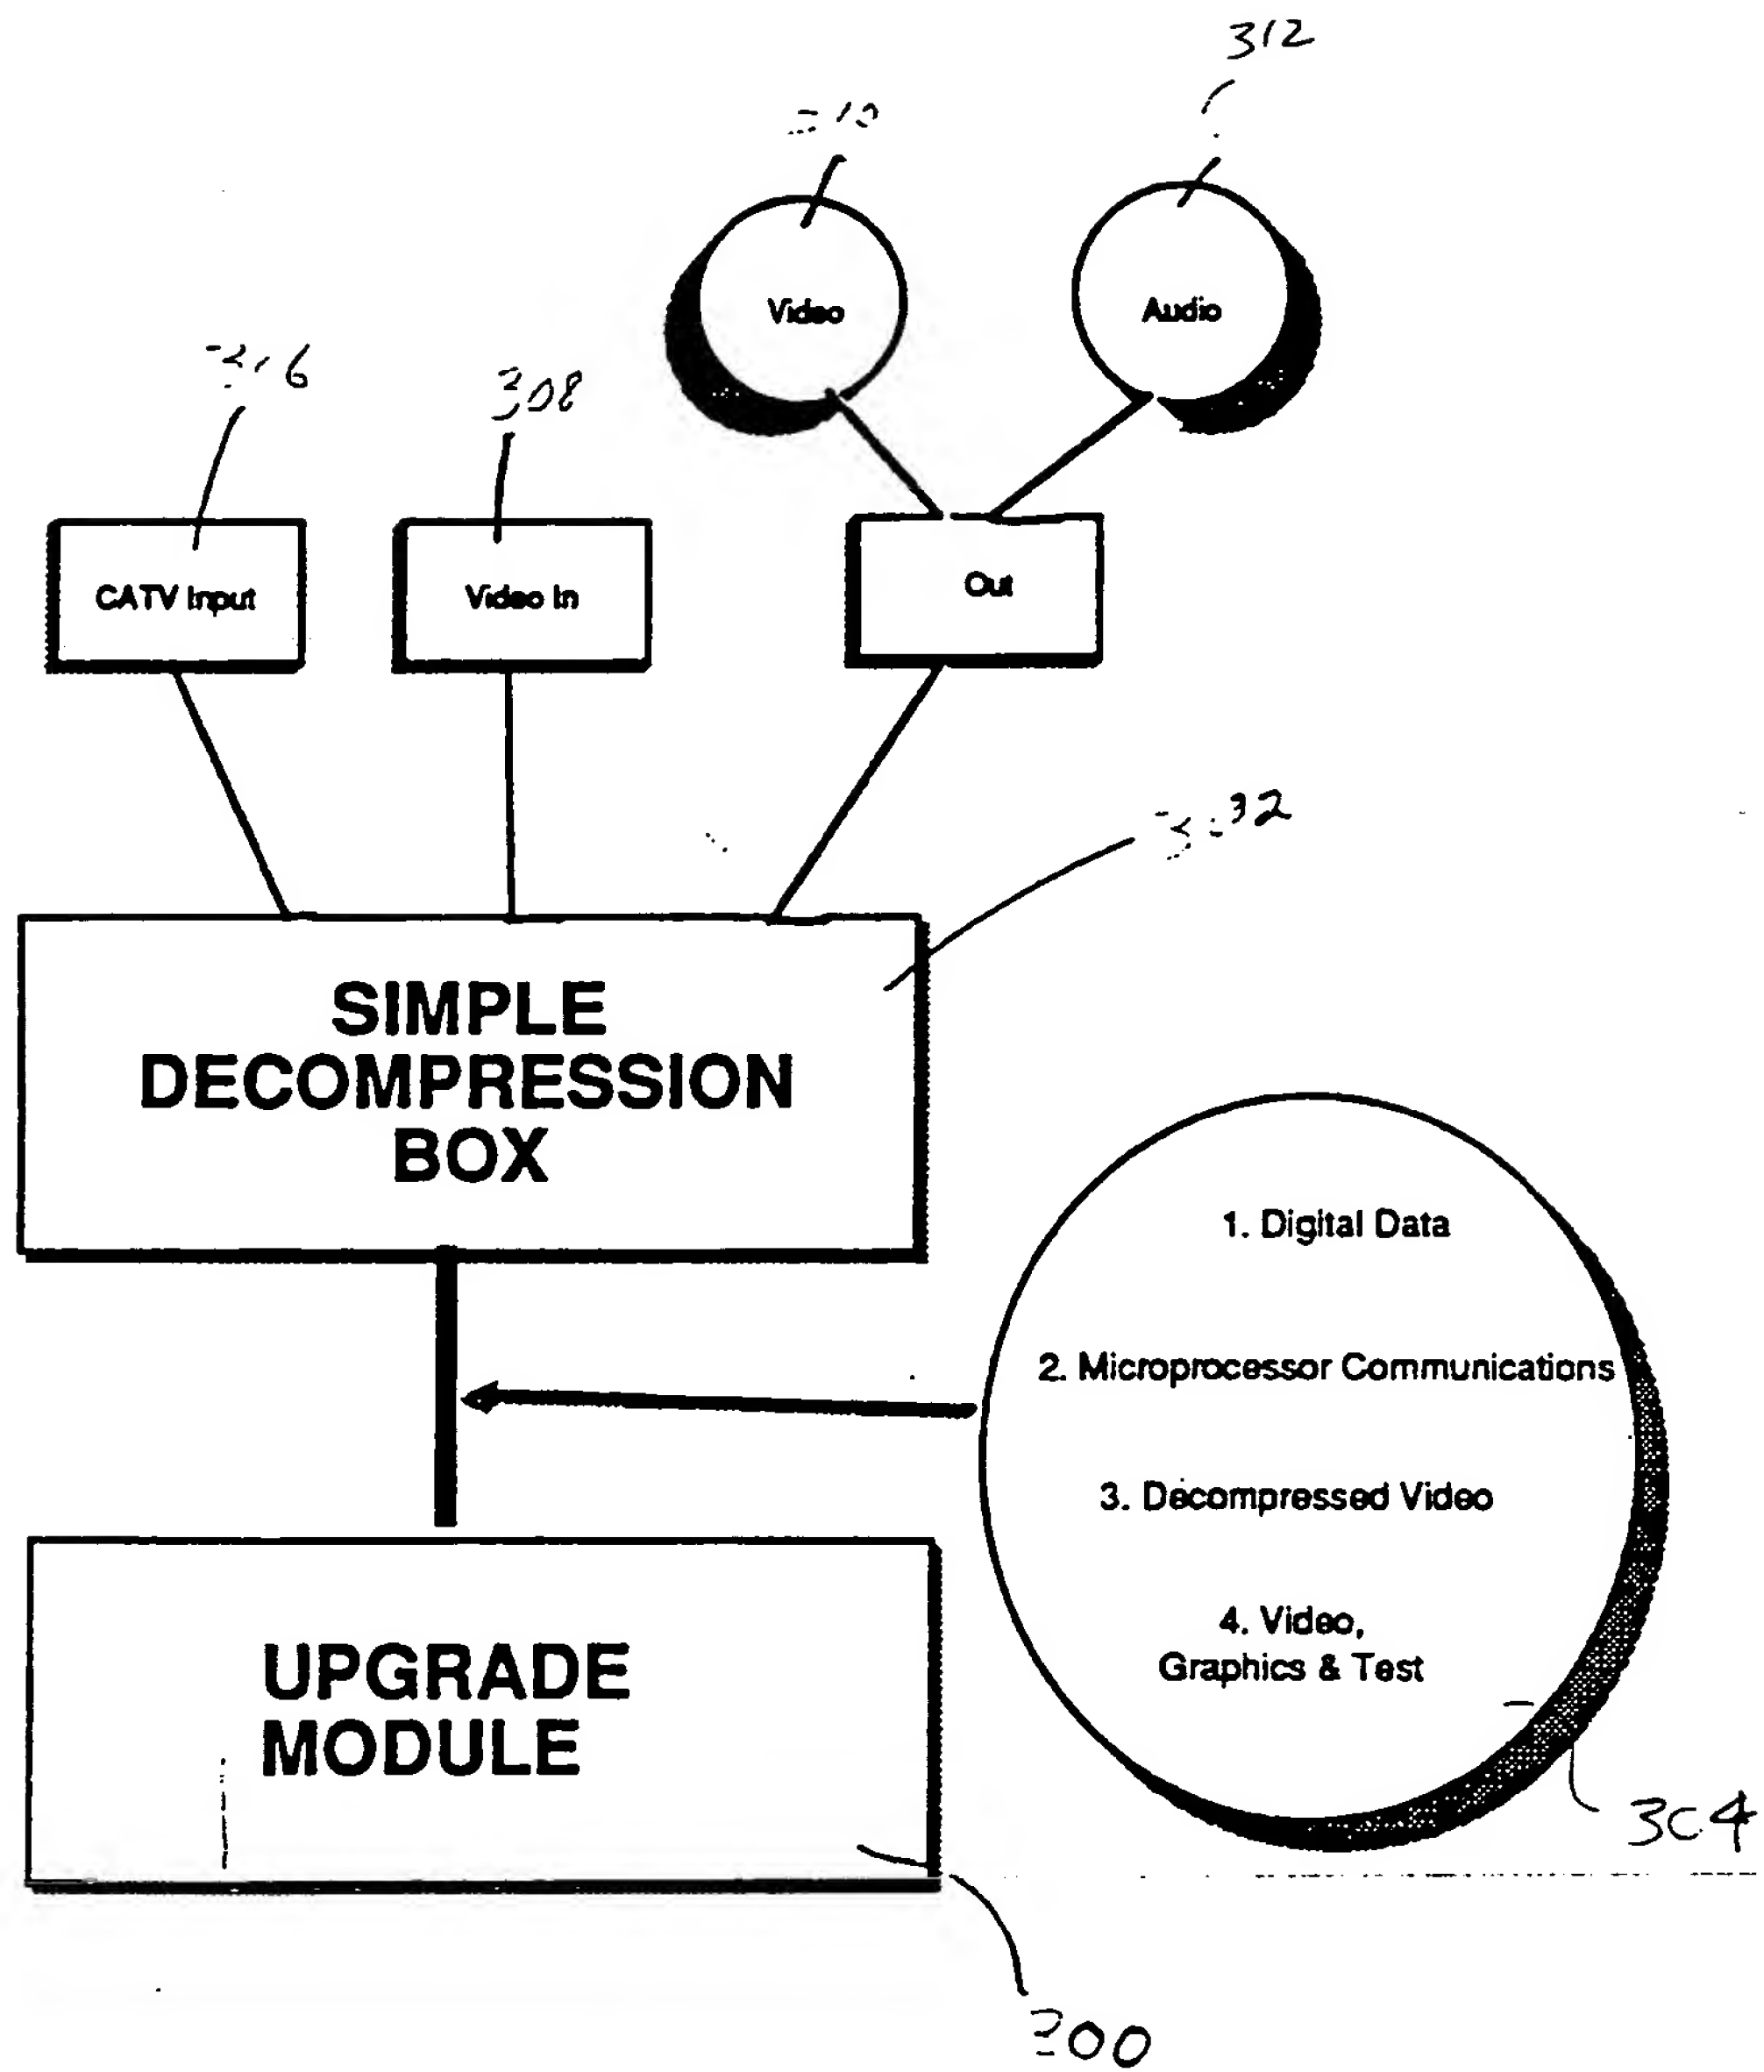 312
Video
Audio
308
CATV Input
Video In
Out
SIMPLE
DECOMPRESSION
BOX
1. Digital Data
2. Microprocessor Communications
3. Decompressed Video
4. Video,
Graphics & Test
UPGRADE
MODULE
304
300